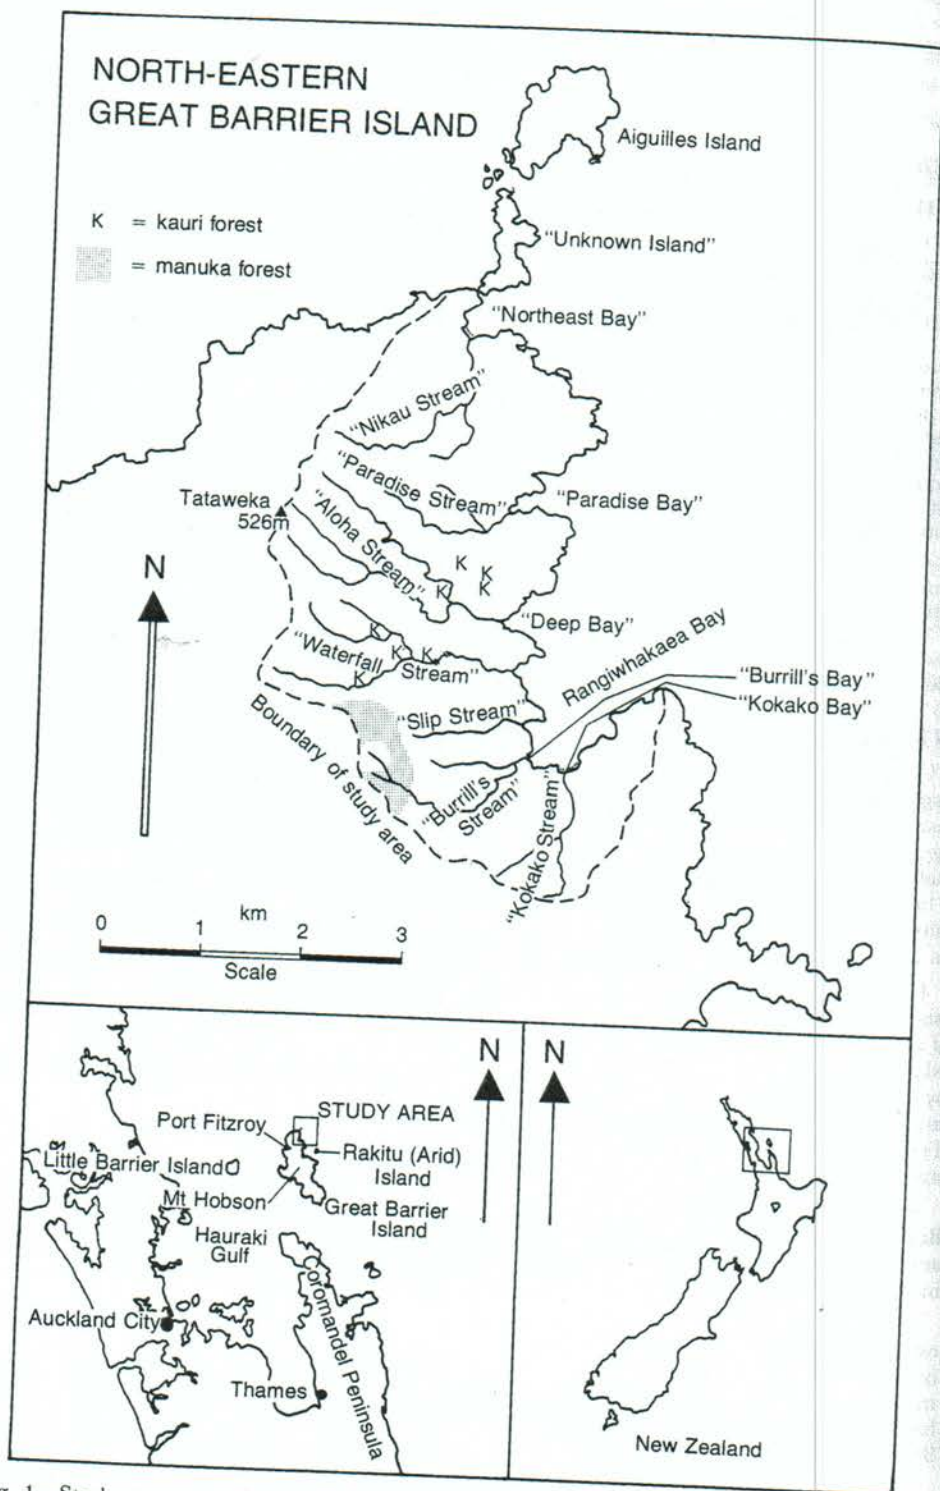 NORTH-EASTERN
GREAT BARRIER ISLAND
K = kauri forest
= manuka forest
Aiguilles Island
"Unknown Island"
"Northeast Bay"
"Nikau Stream"
"Paradise Stream"
"Paradise Bay"
Tataweka
526m
"Aloha Stream"
K
K
K
K
"Deep Bay"
N
K
K
K
K
"Waterfall
Stream"
Rangiwhakaea Bay
"Burrill's Bay"
"Kokako Bay"
"Slip Stream"
Boundary of study area
"Burrill's
Stream"
"Kokako Stream"
km
0 1 2 3
Scale
N
STUDY AREA
Port Fitzroy
Rakitu (Arid)
Island
Little Barrier Island
Mt Hobson
Great Barrier
Island
Hauraki
Gulf
Coromandel Peninsula
Auckland City
Thames
N
New Zealand